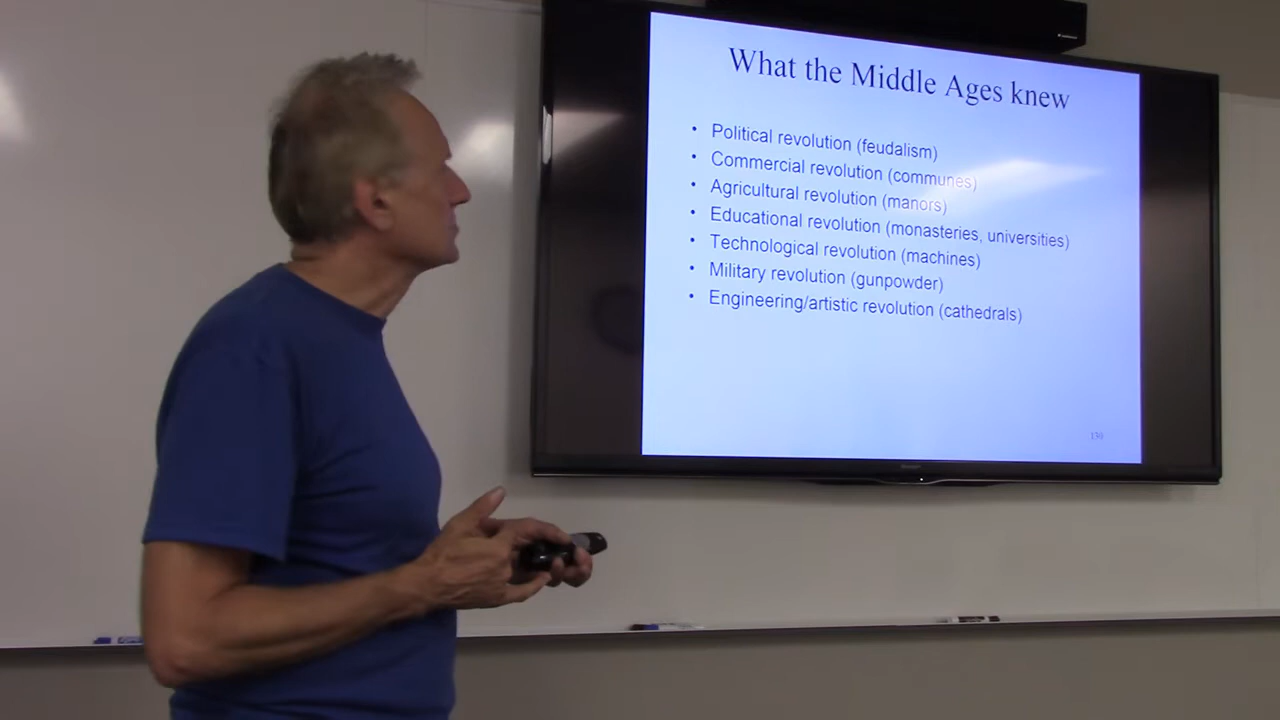 What the Middle Ages knew
• Political revolution (feudalism)
• Commercial revolution (communes)
• Agricultural revolution (manors)
• Educational revolution (monasteries, universities)
• Technological revolution (machines)
• Military revolution (gunpowder)
• Engineering/artistic revolution (cathedrals)